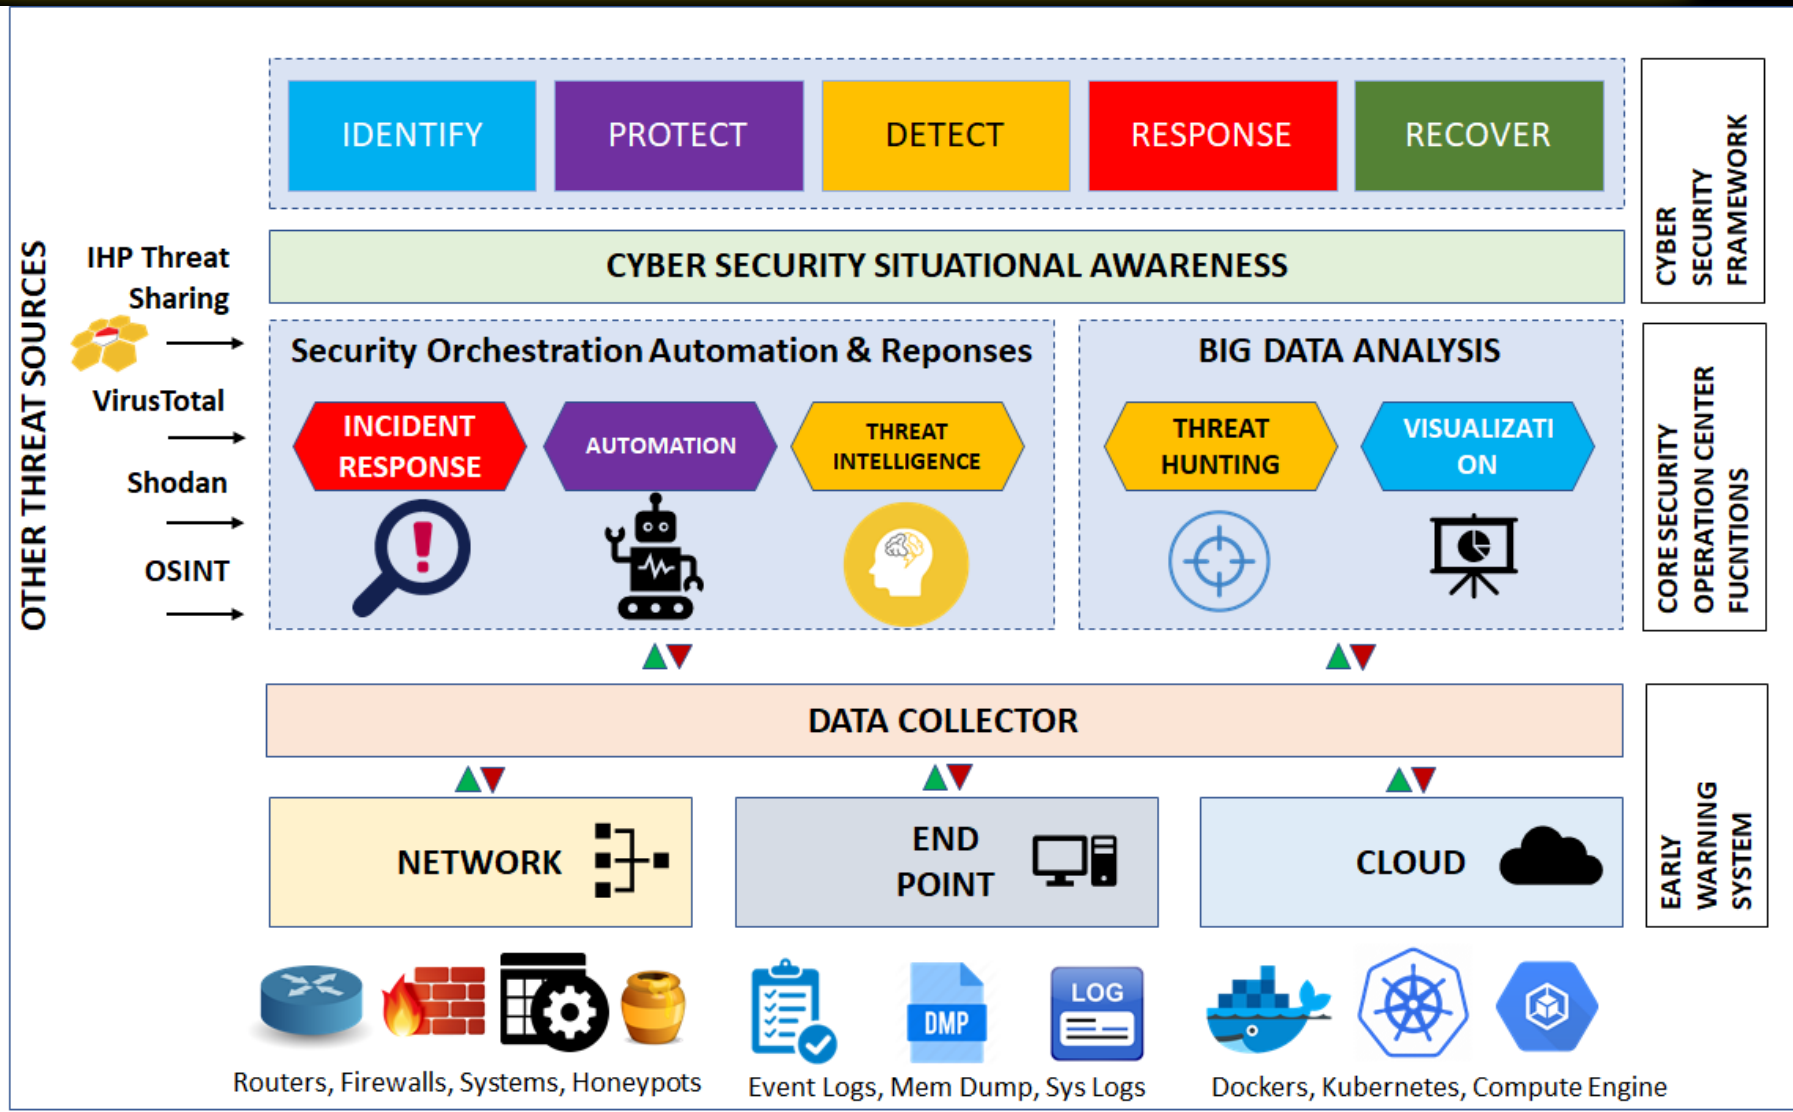 IDENTIFY
PROTECT
DETECT
RESPONSE
RECOVER
CYBER
SECURITY
FRAMEWORK
CYBER SECURITY SITUATIONAL AWARENESS
OTHER THREAT SOURCES
IHP Threat
Sharing
VirusTotal
Shodan
OSINT
Security Orchestration Automation & Reponses
INCIDENT
RESPONSE
AUTOMATION
THREAT
INTELLIGENCE
BIG DATA ANALYSIS
THREAT
HUNTING
VISUALIZATI
ON
CORE SECURITY
OPERATION CENTER
FUCNTIONS
DATA COLLECTOR
NETWORK
END
POINT
CLOUD
EARLY
WARNING
SYSTEM
DMP
LOG
Routers, Firewalls, Systems, Honeypots
Event Logs, Mem Dump, Sys Logs
Dockers, Kubernetes, Compute Engine